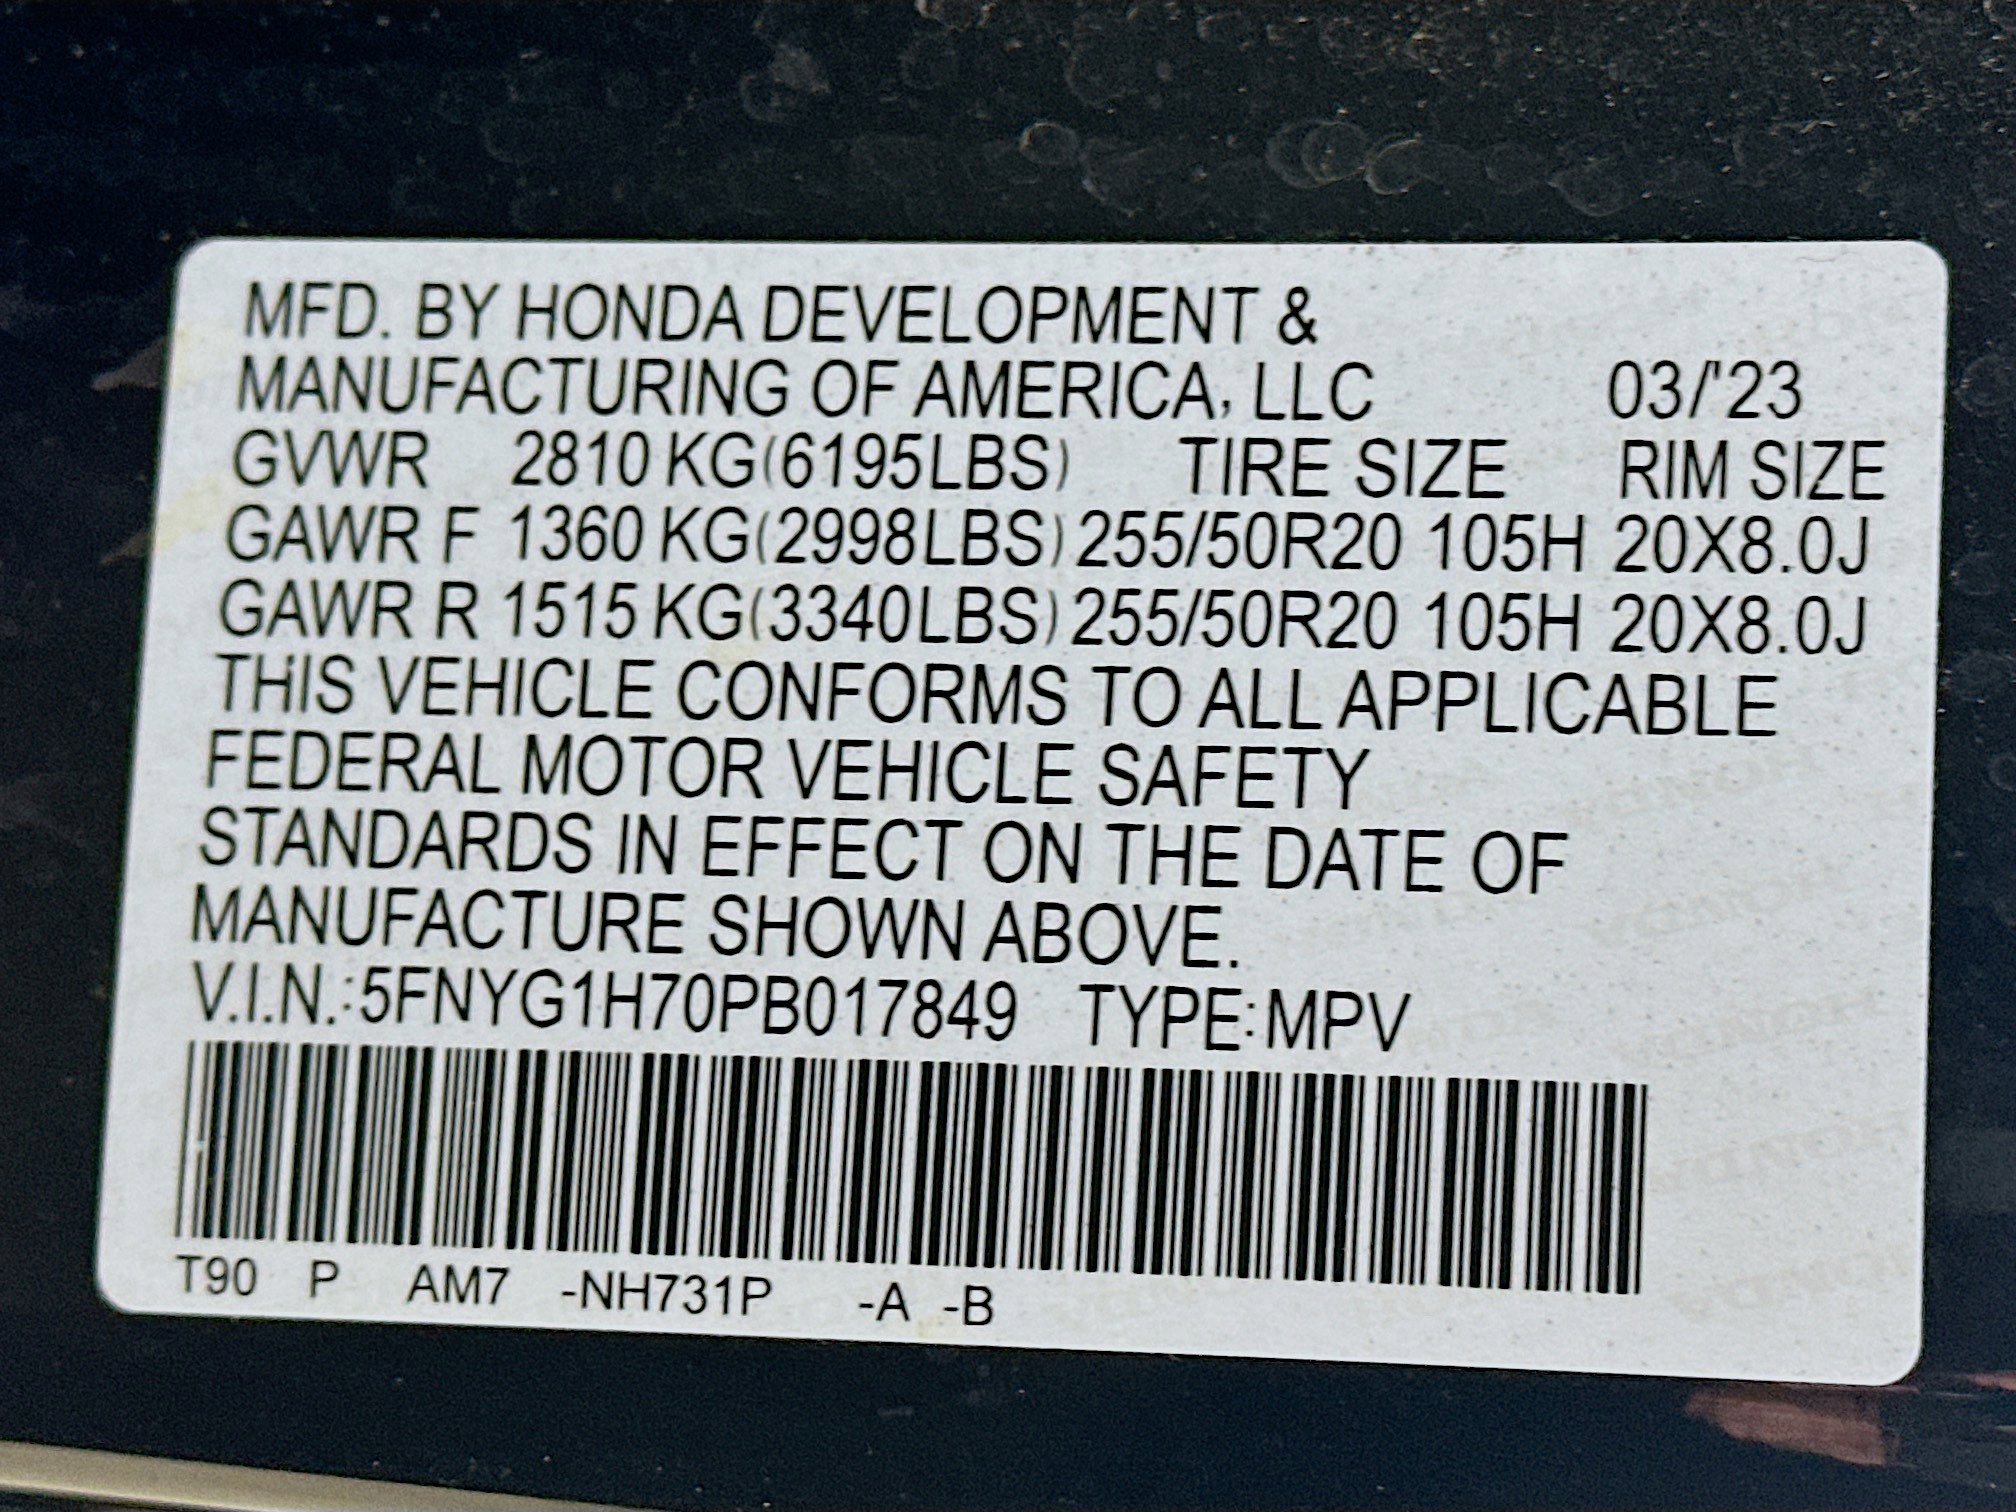 MFD. BY HONDA DEVELOPMENT &
MANUFACTURING OF AMERICA, LLC 03/'23
GVWR 2810 KG(6195LBS) TIRE SIZE RIM SIZE
GAWR F 1360 KG(2998LBS) 255/50R20 105H 20X8.0J
GAWR R 1515 KG(3340LBS) 255/50R20 105H 20X8.0J
THIS VEHICLE CONFORMS TO ALL APPLICABLE
FEDERAL MOTOR VEHICLE SAFETY
STANDARDS IN EFFECT ON THE DATE OF
MANUFACTURE SHOWN ABOVE.
V.I.N.:5FNYG1H70PB017849 TYPE:MPV
T90 P AM7 -NH731P -A -B